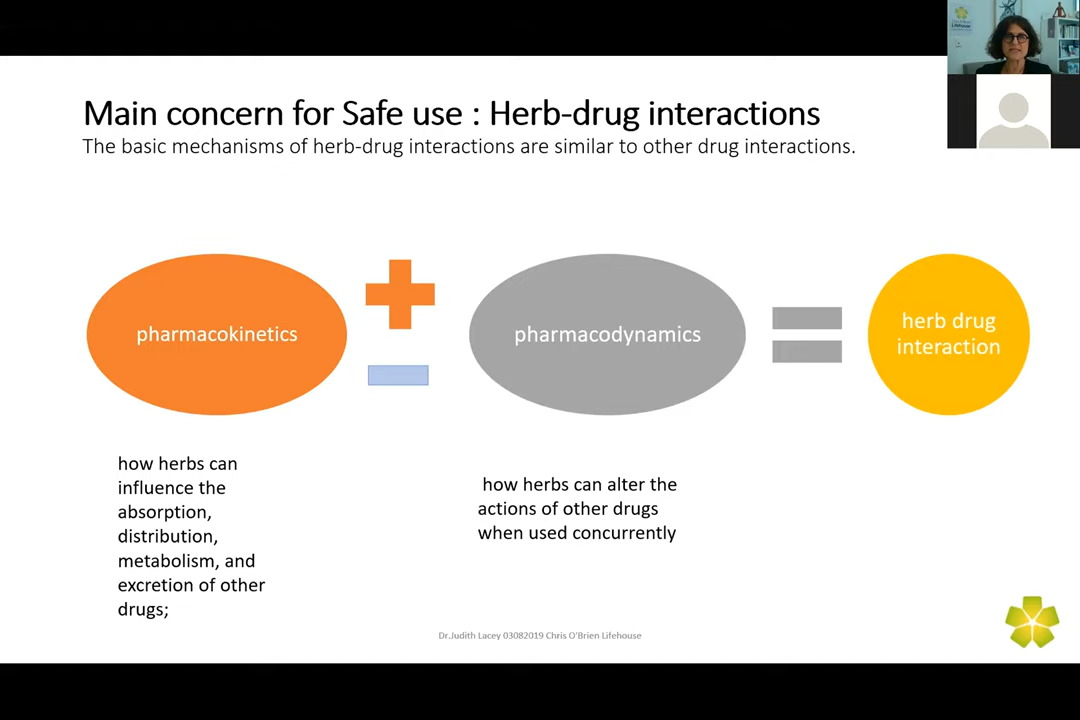 Main concern for Safe use : Herb-drug interactions
The basic mechanisms of herb-drug interactions are similar to other drug interactions.
pharmacokinetics
pharmacodynamics
herb drug
interaction
how herbs can
influence the
absorption,
distribution,
metabolism, and
excretion of other
drugs;
how herbs can alter the
actions of other drugs
when used concurrently
Dr.Judith Lacey 03082019 Chris O'Brien Lifehouse